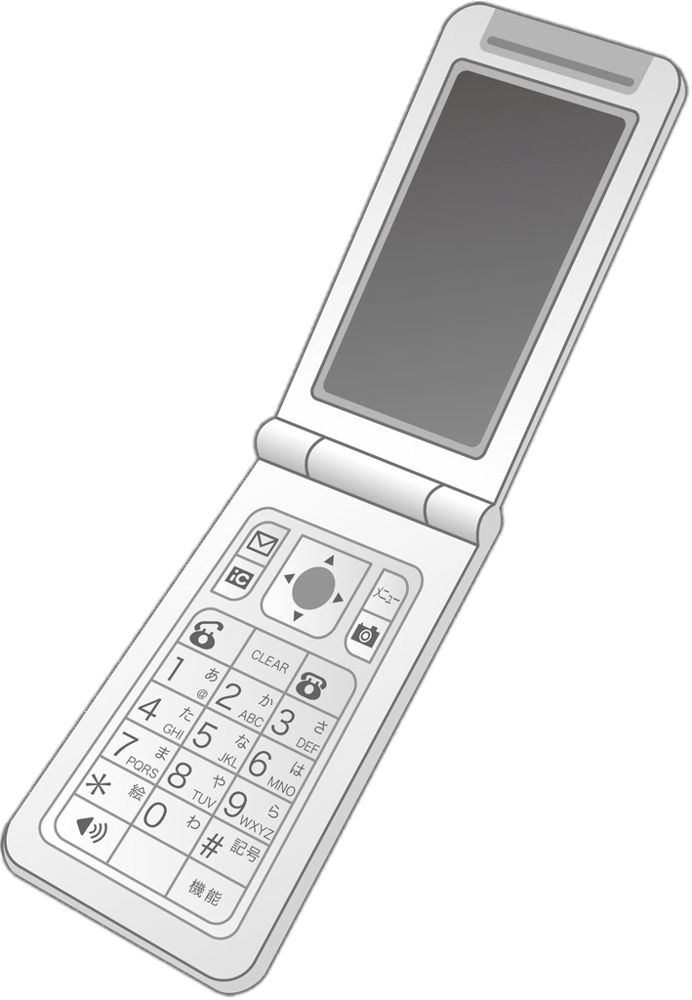 iC
メニュー
CLEAR
1 あ @
2 か ABC
3 さ DEF
4 た GHI
5 な JKL
6 は MNO
7 ま PQRS
8 や TUV
9 ら WXYZ
* 絵
0 わ
# 記号
機能